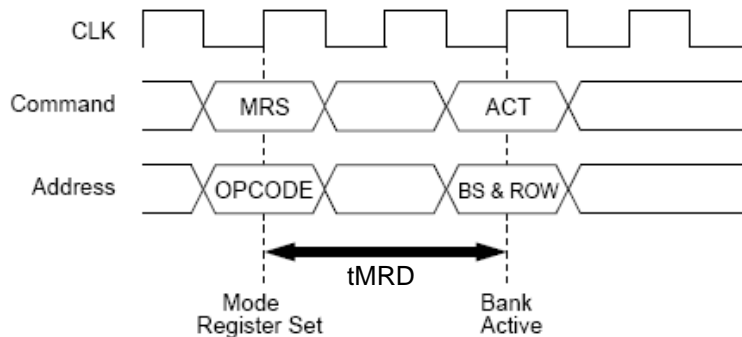 CLK
Command
MRS
ACT
Address
OPCODE
BS & ROW
tMRD
Mode
Register Set
Bank
Active